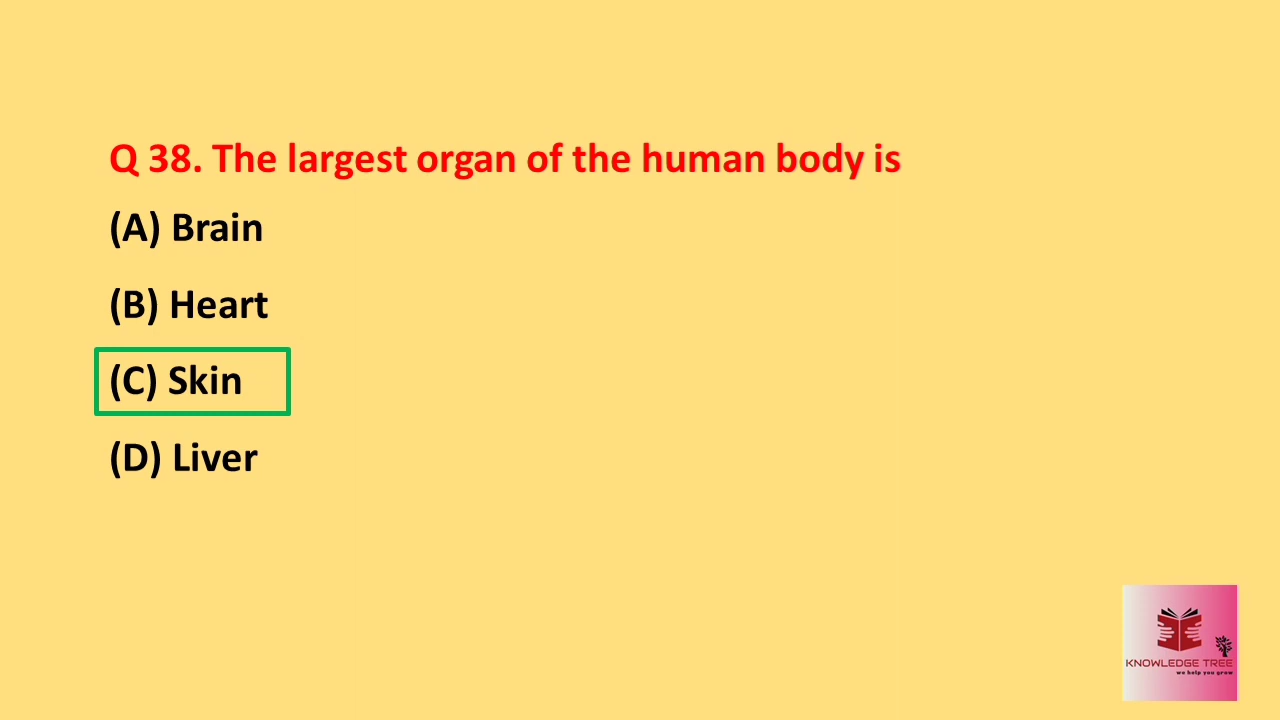 Q 38. The largest organ of the human body is
(A) Brain
(B) Heart
(C) Skin
(D) Liver
KNOWLEDGE TREE
we help you grow